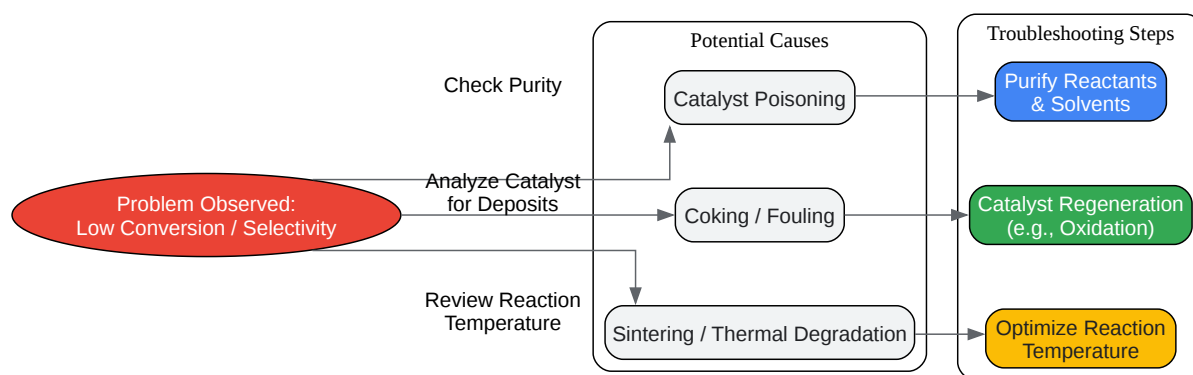 Potential Causes
Troubleshooting Steps
Check Purity
Catalyst Poisoning
Purify Reactants
& Solvents
Problem Observed:
Low Conversion / Selectivity
Analyze Catalyst
for Deposits
Coking / Fouling
Catalyst Regeneration
(e.g., Oxidation)
Review Reaction
Temperature
Sintering / Thermal Degradation
Optimize Reaction
Temperature